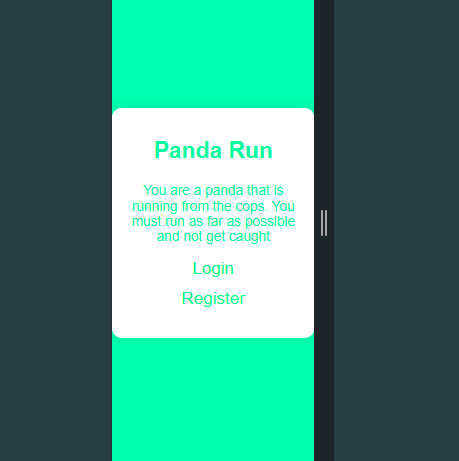 Panda Run
You are a panda that is
running from the cops. You
must run as far as possible
and not get caught
Login
Register